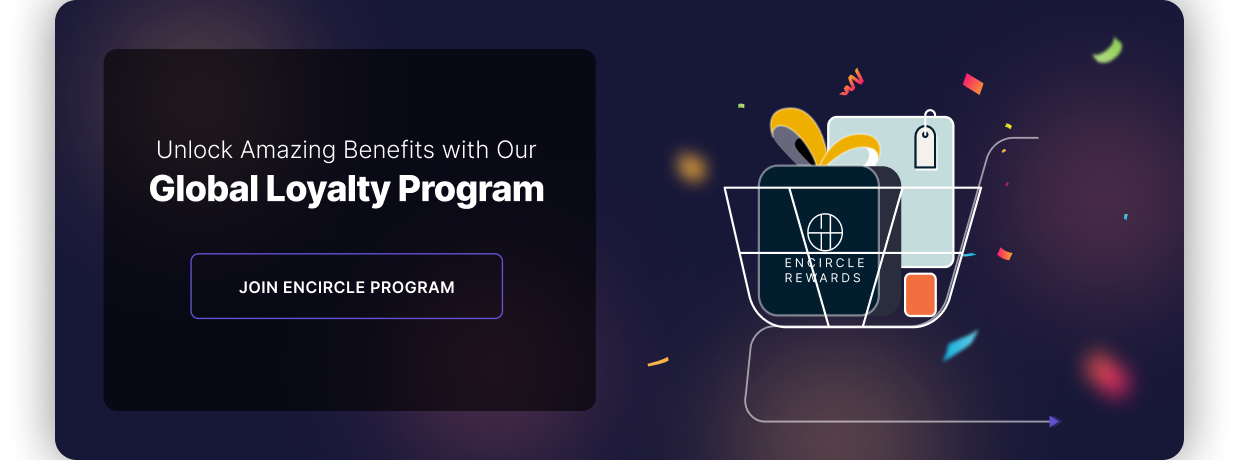 Unlock Amazing Benefits with Our
Global Loyalty Program
JOIN ENCIRCLE PROGRAM
ENCIRCLE
REWARDS